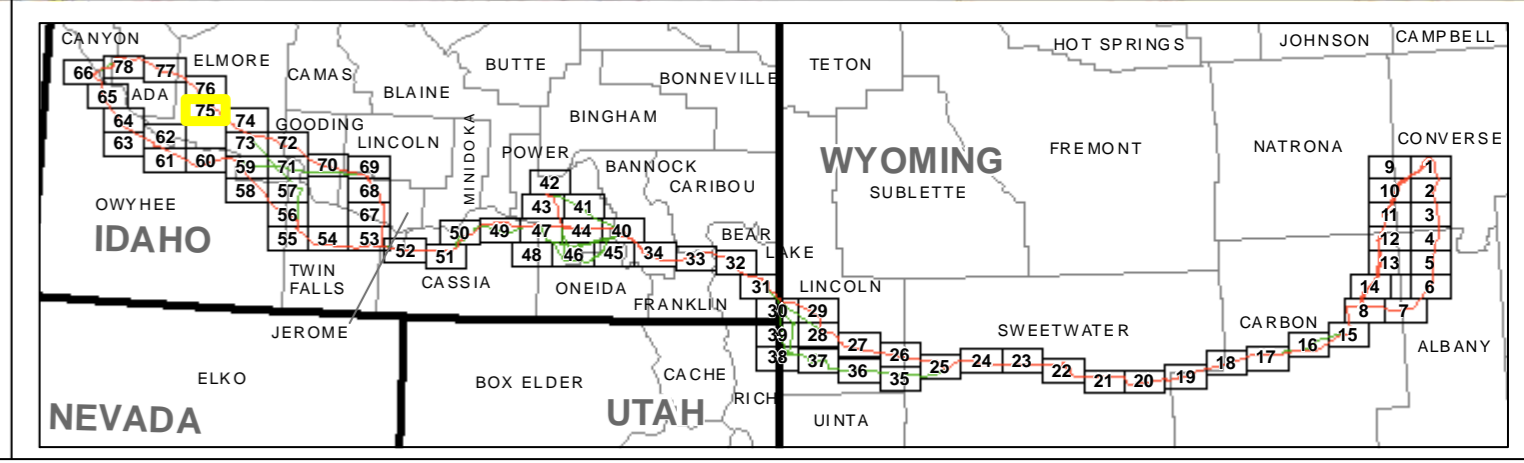 CANYON
ELMORE
CAMAS
BUTTE
BONNEVILLE
TETON
HOT SPRINGS
JOHNSON
CAMPBELL
66 78 77 76
65 ADA 75
BLAINE
64 74
GOODING
BINGHAM
63 62 73 72
LINCOLN
MINIDOKA
POWER
BANNOCK
WYOMING
FREMONT
NATRONA
CONVERSE
61 60 59 71 70 69
58 57 68
42
CARIBOU
SUBLETTE
9 1
OWYHEE
56 67
43 41
10 2
IDAHO
55 54 53
50 49 47 44 40
BEAR
LAKE
11 3
52 51
48 46 45 34 33 32
12 4
TWIN
FALLS
CASSIA
ONEIDA
31
LINCOLN
13 5
FRANKLIN
14 6
JEROME
30 29
SWEETWATER
CARBON
8 7
39 28 27
16 15
ALBANY
ELKO
BOX ELDER
CACHE
38 37 36 26 25 24 23 22 18 17
35 21 20 19
RICH
NEVADA
UTAH
UINTA